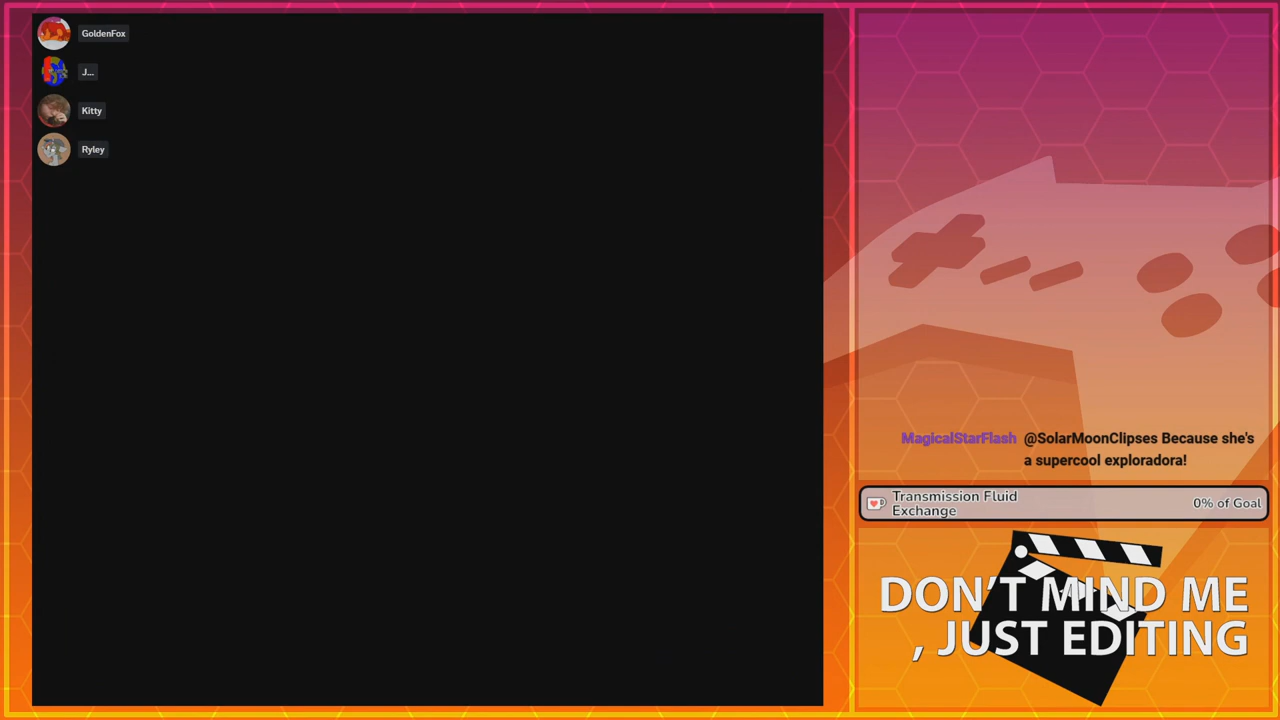 GoldenFox
J...
Kitty
Ryley
MagicalStarFlash @SolarMoonClipses Because she's
a supercool exploradora!
Transmission Fluid
Exchange
0% of Goal
DON'T MIND ME
, JUST EDITING